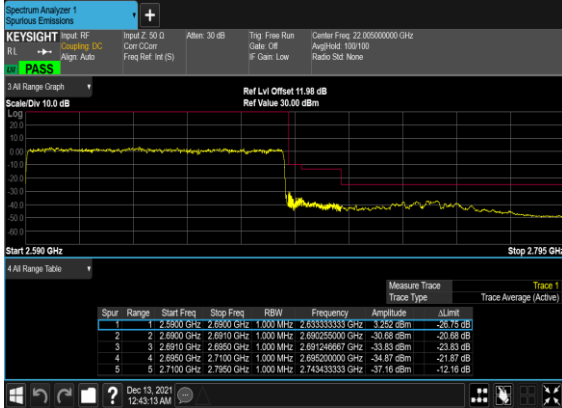 Spectrum Analyzer 1
Spurious Emissions
+
KEYSIGHT Input: RF Input Z: 50 Ω Atten: 30 dB Trig: Free Run Center Freq: 22.005000000 GHz
RL Coupling: DC Corr CCorr Gate: Off Avg|Hold: 100/100
Align: Auto Freq Ref: Int (S) IF Gain: Low Radio Std: None
PASS
3 All Range Graph
Ref Lvl Offset 11.98 dB
Scale/Div 10.0 dB Ref Value 30.00 dBm
Log
20.0
10.0
0.00
-10.0
-20.0
-30.0
-40.0
-50.0
-60.0
Start 2.590 GHz Stop 2.795 GHz
4 All Range Table
Measure Trace Trace 1
Trace Type Trace Average (Active)
Spur Range Start Freq Stop Freq RBW Frequency Amplitude ΔLimit
1 1 2.5900 GHz 2.6900 GHz 1.000 MHz 2.633333333 GHz 3.252 dBm -26.75 dB
2 2 2.6900 GHz 2.6910 GHz 1.000 MHz 2.690255000 GHz -30.68 dBm -20.68 dB
3 3 2.6910 GHz 2.6950 GHz 1.000 MHz 2.691246667 GHz -33.83 dBm -23.83 dB
4 4 2.6950 GHz 2.7100 GHz 1.000 MHz 2.695200000 GHz -34.87 dBm -21.87 dB
5 5 2.7100 GHz 2.7950 GHz 1.000 MHz 2.743433333 GHz -37.16 dBm -12.16 dB
? Dec 13, 2021
12:43:13 AM